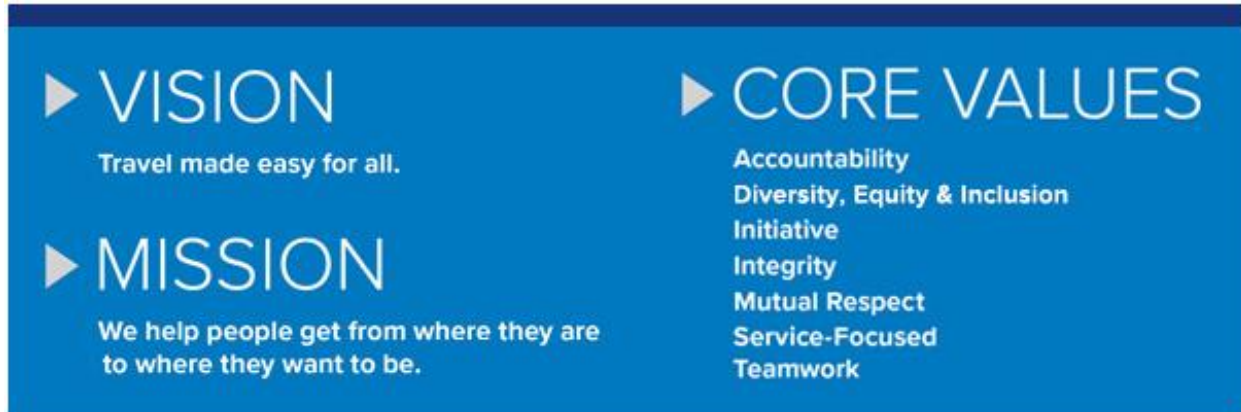 VISION
Travel made easy for all.
MISSION
We help people get from where they are
to where they want to be.
CORE VALUES
Accountability
Diversity, Equity & Inclusion
Initiative
Integrity
Mutual Respect
Service-Focused
Teamwork